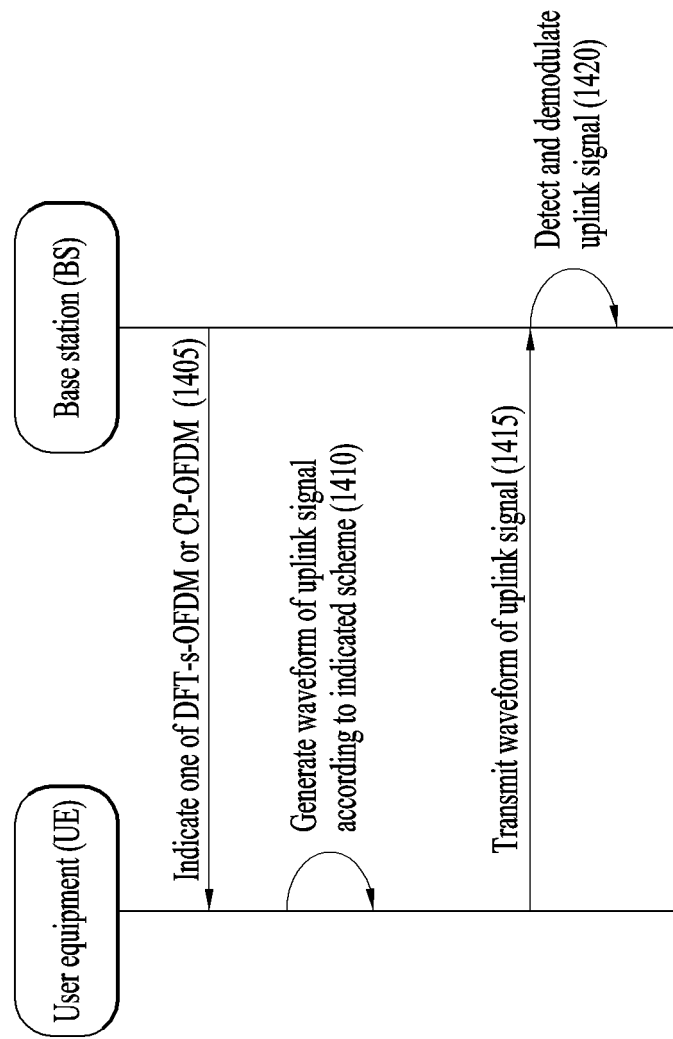 User equipment (UE)
Base station (BS)
Indicate one of DFT-s-OFDM or CP-OFDM (1405)
Generate waveform of uplink signal
according to indicated scheme (1410)
Transmit waveform of uplink signal (1415)
Detect and demodulate
uplink signal (1420)